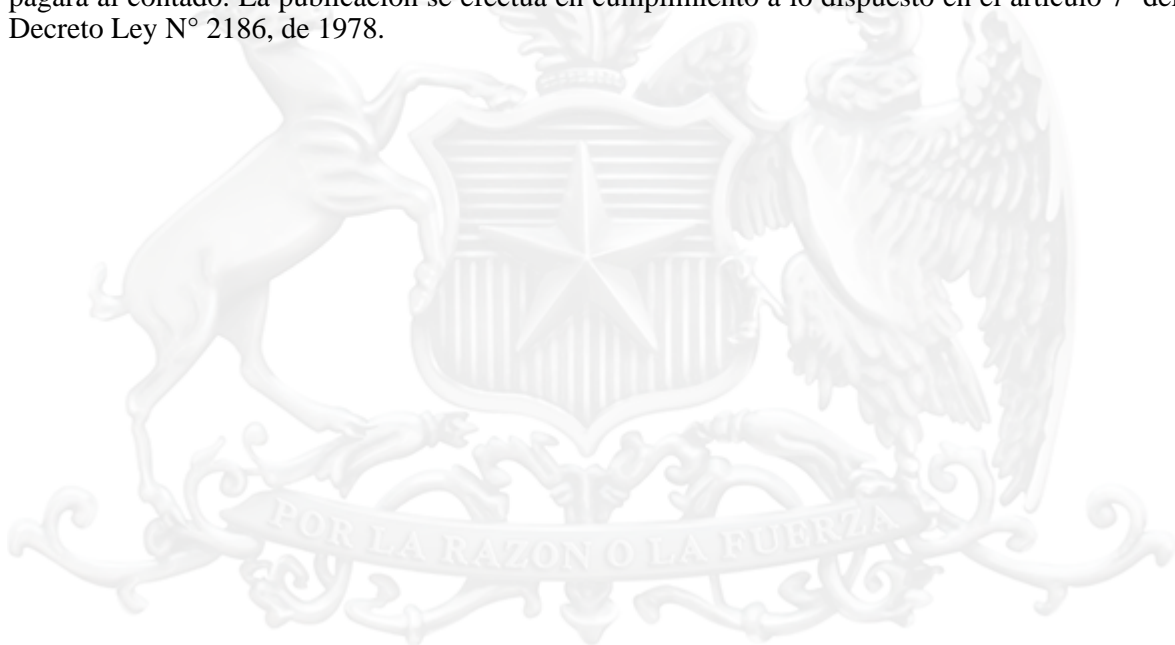 pagará al contado. La publicación se efectúa en cumplimiento a lo dispuesto en el artículo 7° del
Decreto Ley N° 2186, de 1978.
POR LA RAZON O LA FUERZA